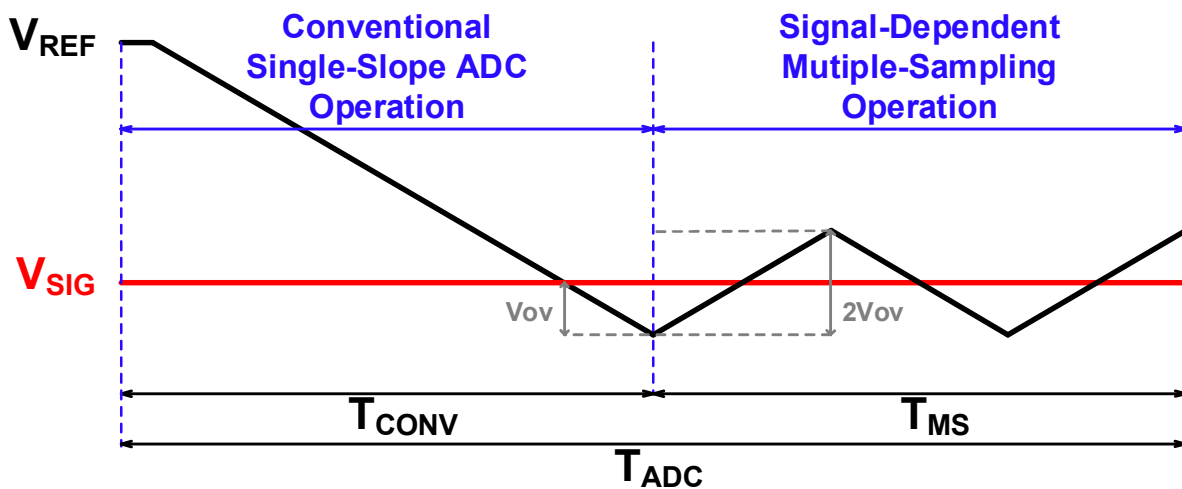 Conventional
Single-Slope ADC
Operation
Signal-Dependent
Mutiple-Sampling
Operation
VREF
VSIG
Vov
2Vov
TCONV
TMS
TADC